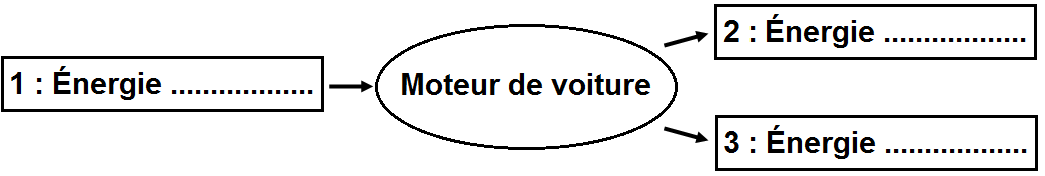 1 : Énergie ..................
Moteur de voiture
2 : Énergie ..................
3 : Énergie ..................